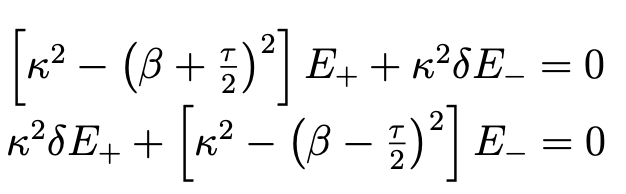 [κ² − (β + τ/2)²] E₊ + κ²δE₋ = 0
κ²δE₊ + [κ² − (β − τ/2)²] E₋ = 0